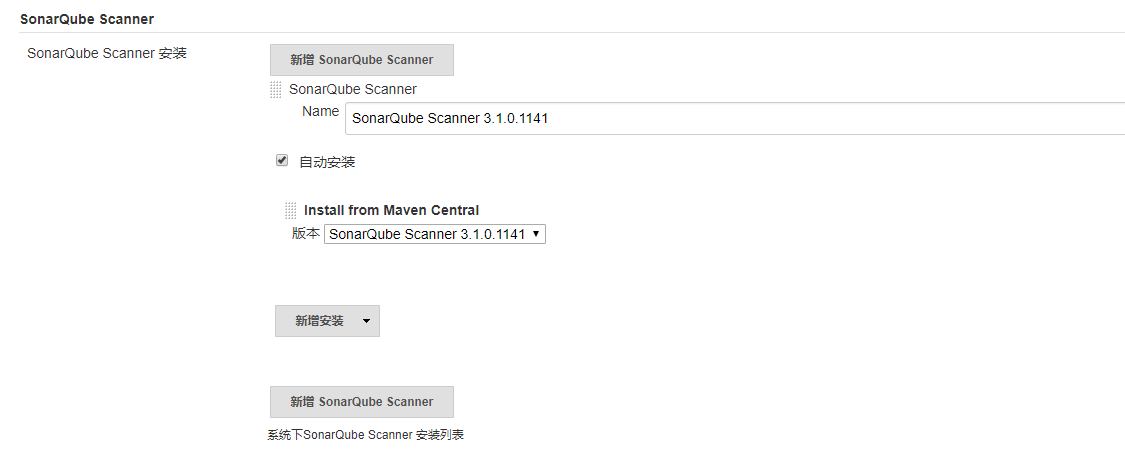 SonarQube Scanner
SonarQube Scanner 安装
新增 SonarQube Scanner
SonarQube Scanner
Name SonarQube Scanner 3.1.0.1141
自动安装
Install from Maven Central
版本 SonarQube Scanner 3.1.0.1141
新增安装
新增 SonarQube Scanner
系统下SonarQube Scanner 安装列表